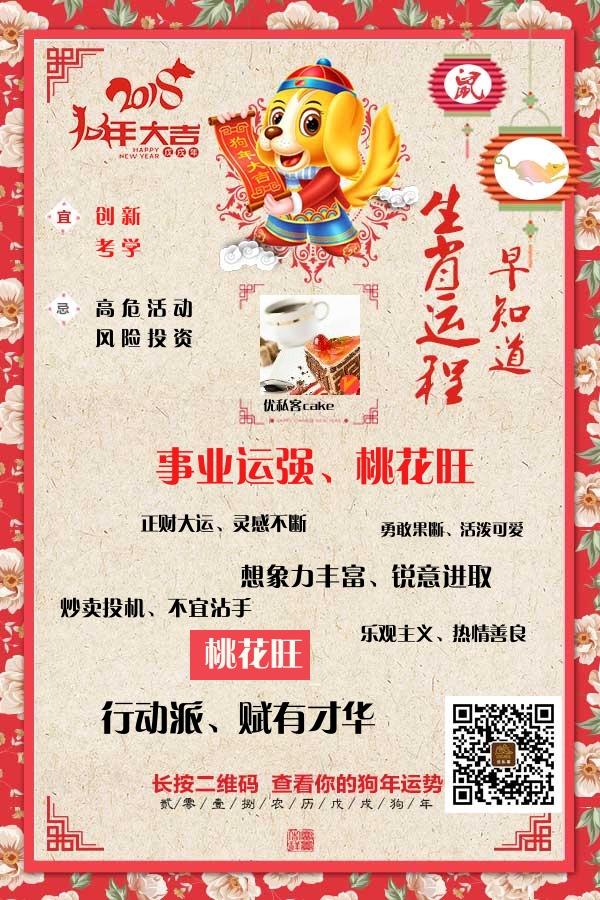 2018
狗年大吉
HAPPY
NEW YEAR 戊戌年
狗年大吉
鼠
生肖运程
早知道
宜
创新
考学
忌
高危活动
风险投资
优私客cake
HAPPY CHINESE NEW YEAR
事业运强、桃花旺
正财大运、灵感不断
勇敢果断、活泼可爱
想象力丰富、锐意进取
炒卖投机、不宜沾手
乐观主义、热情善良
桃花旺
行动派、赋有才华
长按二维码 查看你的狗年运势
贰/零/壹/捌/农/历/戊/戌/狗/年